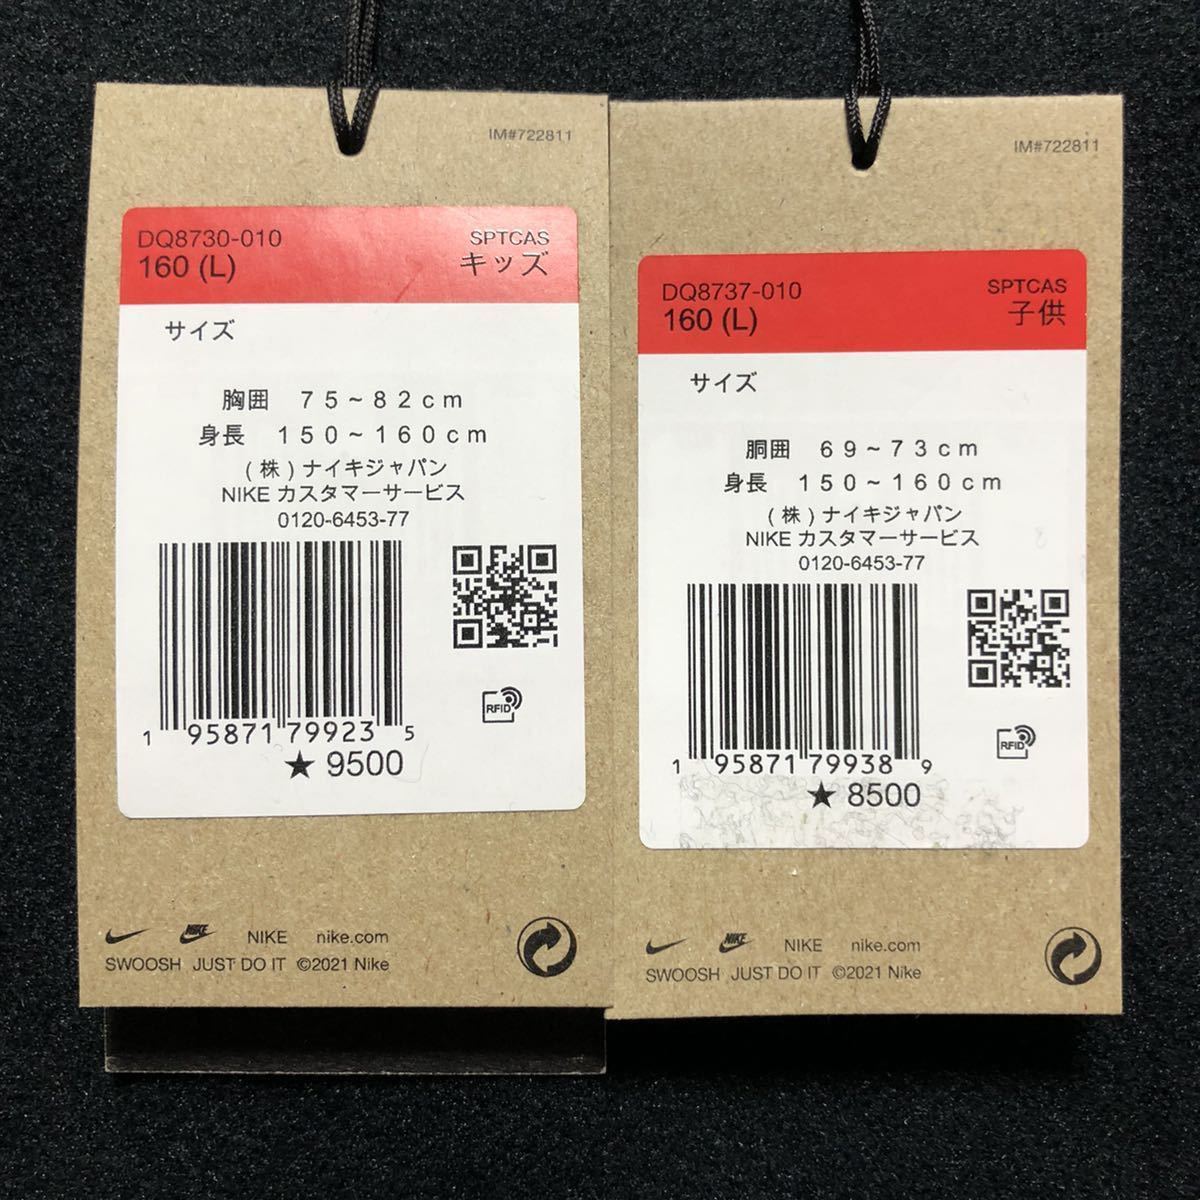 IM#722811
DQ8730-010
SPTCAS
160 (L)
キッズ
サイズ
胸囲 75~82cm
身長 150~160cm
(株)ナイキジャパン
NIKE カスタマーサービス
0120-6453-77
RFID
1 95871 79923 5
★ 9500
NIKE
NIKE nike.com
SWOOSH JUST DO IT ©2021 Nike
IM#722811
DQ8737-010
SPTCAS
160 (L)
子供
サイズ
胴囲 69~73cm
身長 150~160cm
(株)ナイキジャパン
NIKE カスタマーサービス
0120-6453-77
RFID
1 95871 79938 9
★ 8500
NIKE
NIKE nike.com
SWOOSH JUST DO IT ©2021 Nike